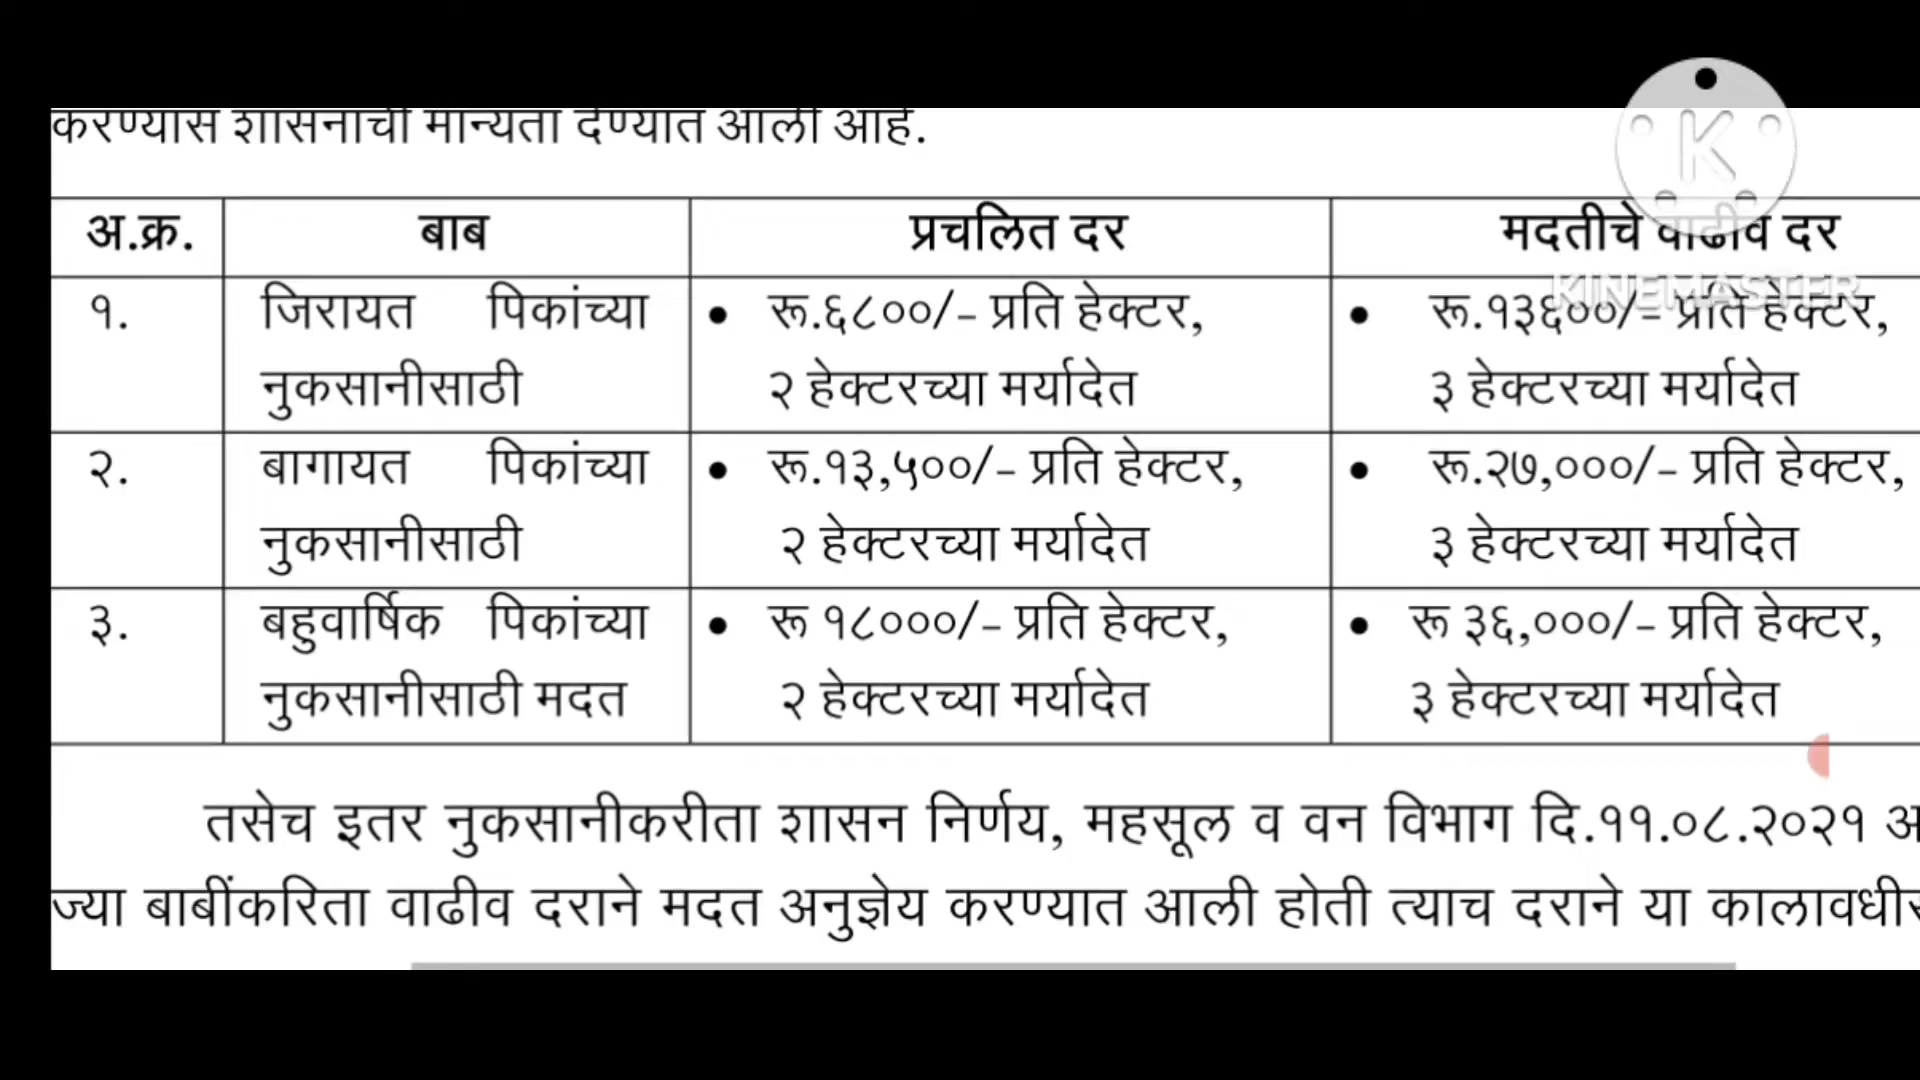 करण्यास शासनाची मान्यता देण्यात आली आहे.
अ.क्र. बाब प्रचलित दर मदतीचे वाढीव दर
१. जिरायत पिकांच्या • रू.६८००/- प्रति हेक्टर, • रू.१३६००/- प्रति हेक्टर,
नुकसानीसाठी २ हेक्टरच्या मर्यादेत ३ हेक्टरच्या मर्यादेत
२. बागायत पिकांच्या • रू.१३,५००/- प्रति हेक्टर, • रू.२७,०००/- प्रति हेक्टर,
नुकसानीसाठी २ हेक्टरच्या मर्यादेत ३ हेक्टरच्या मर्यादेत
३. बहुवार्षिक पिकांच्या • रू १८०००/- प्रति हेक्टर, • रू ३६,०००/- प्रति हेक्टर,
नुकसानीसाठी मदत २ हेक्टरच्या मर्यादेत ३ हेक्टरच्या मर्यादेत
तसेच इतर नुकसानीकरीता शासन निर्णय, महसूल व वन विभाग दि.११.०८.२०२१ अ
ज्या बाबींकरिता वाढीव दराने मदत अनुज्ञेय करण्यात आली होती त्याच दराने या
K
KINEMASTER